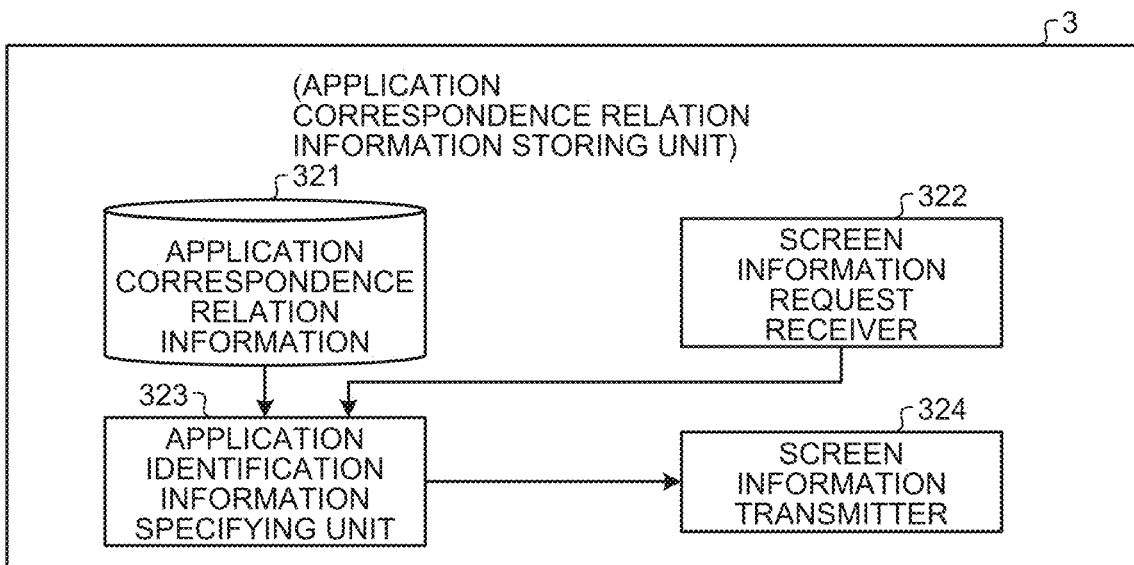 3
(APPLICATION
CORRESPONDENCE RELATION
INFORMATION STORING UNIT)
321
APPLICATION
CORRESPONDENCE
RELATION
INFORMATION
322
SCREEN
INFORMATION
REQUEST
RECEIVER
323
APPLICATION
IDENTIFICATION
INFORMATION
SPECIFYING UNIT
324
SCREEN
INFORMATION
TRANSMITTER